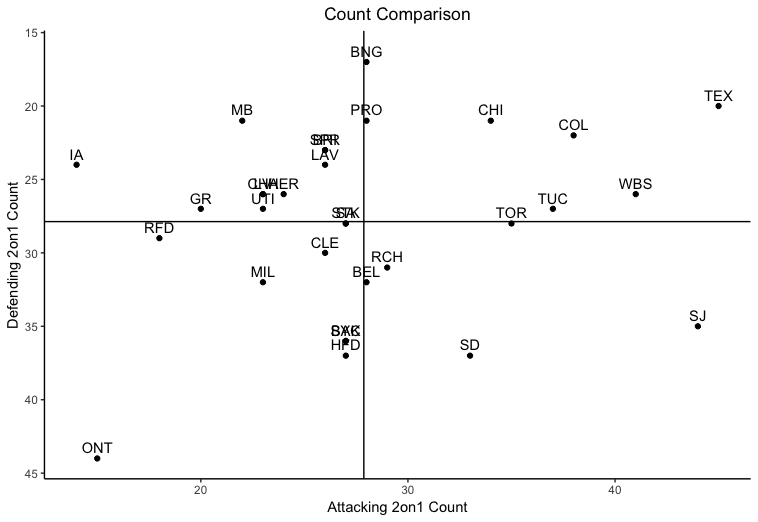 Count Comparison
15
BNG
TEX
20
MB
PRO
CHI
COL
LAV
IA
25
WBS
GR
UTI
TUC
TOR
RFD
30
CLE
RCH
MIL
BEL
35
SJ
HFD
SD
40
ONT
45
20
30
40
Attacking 2on1 Count
Defending 2on1 Count